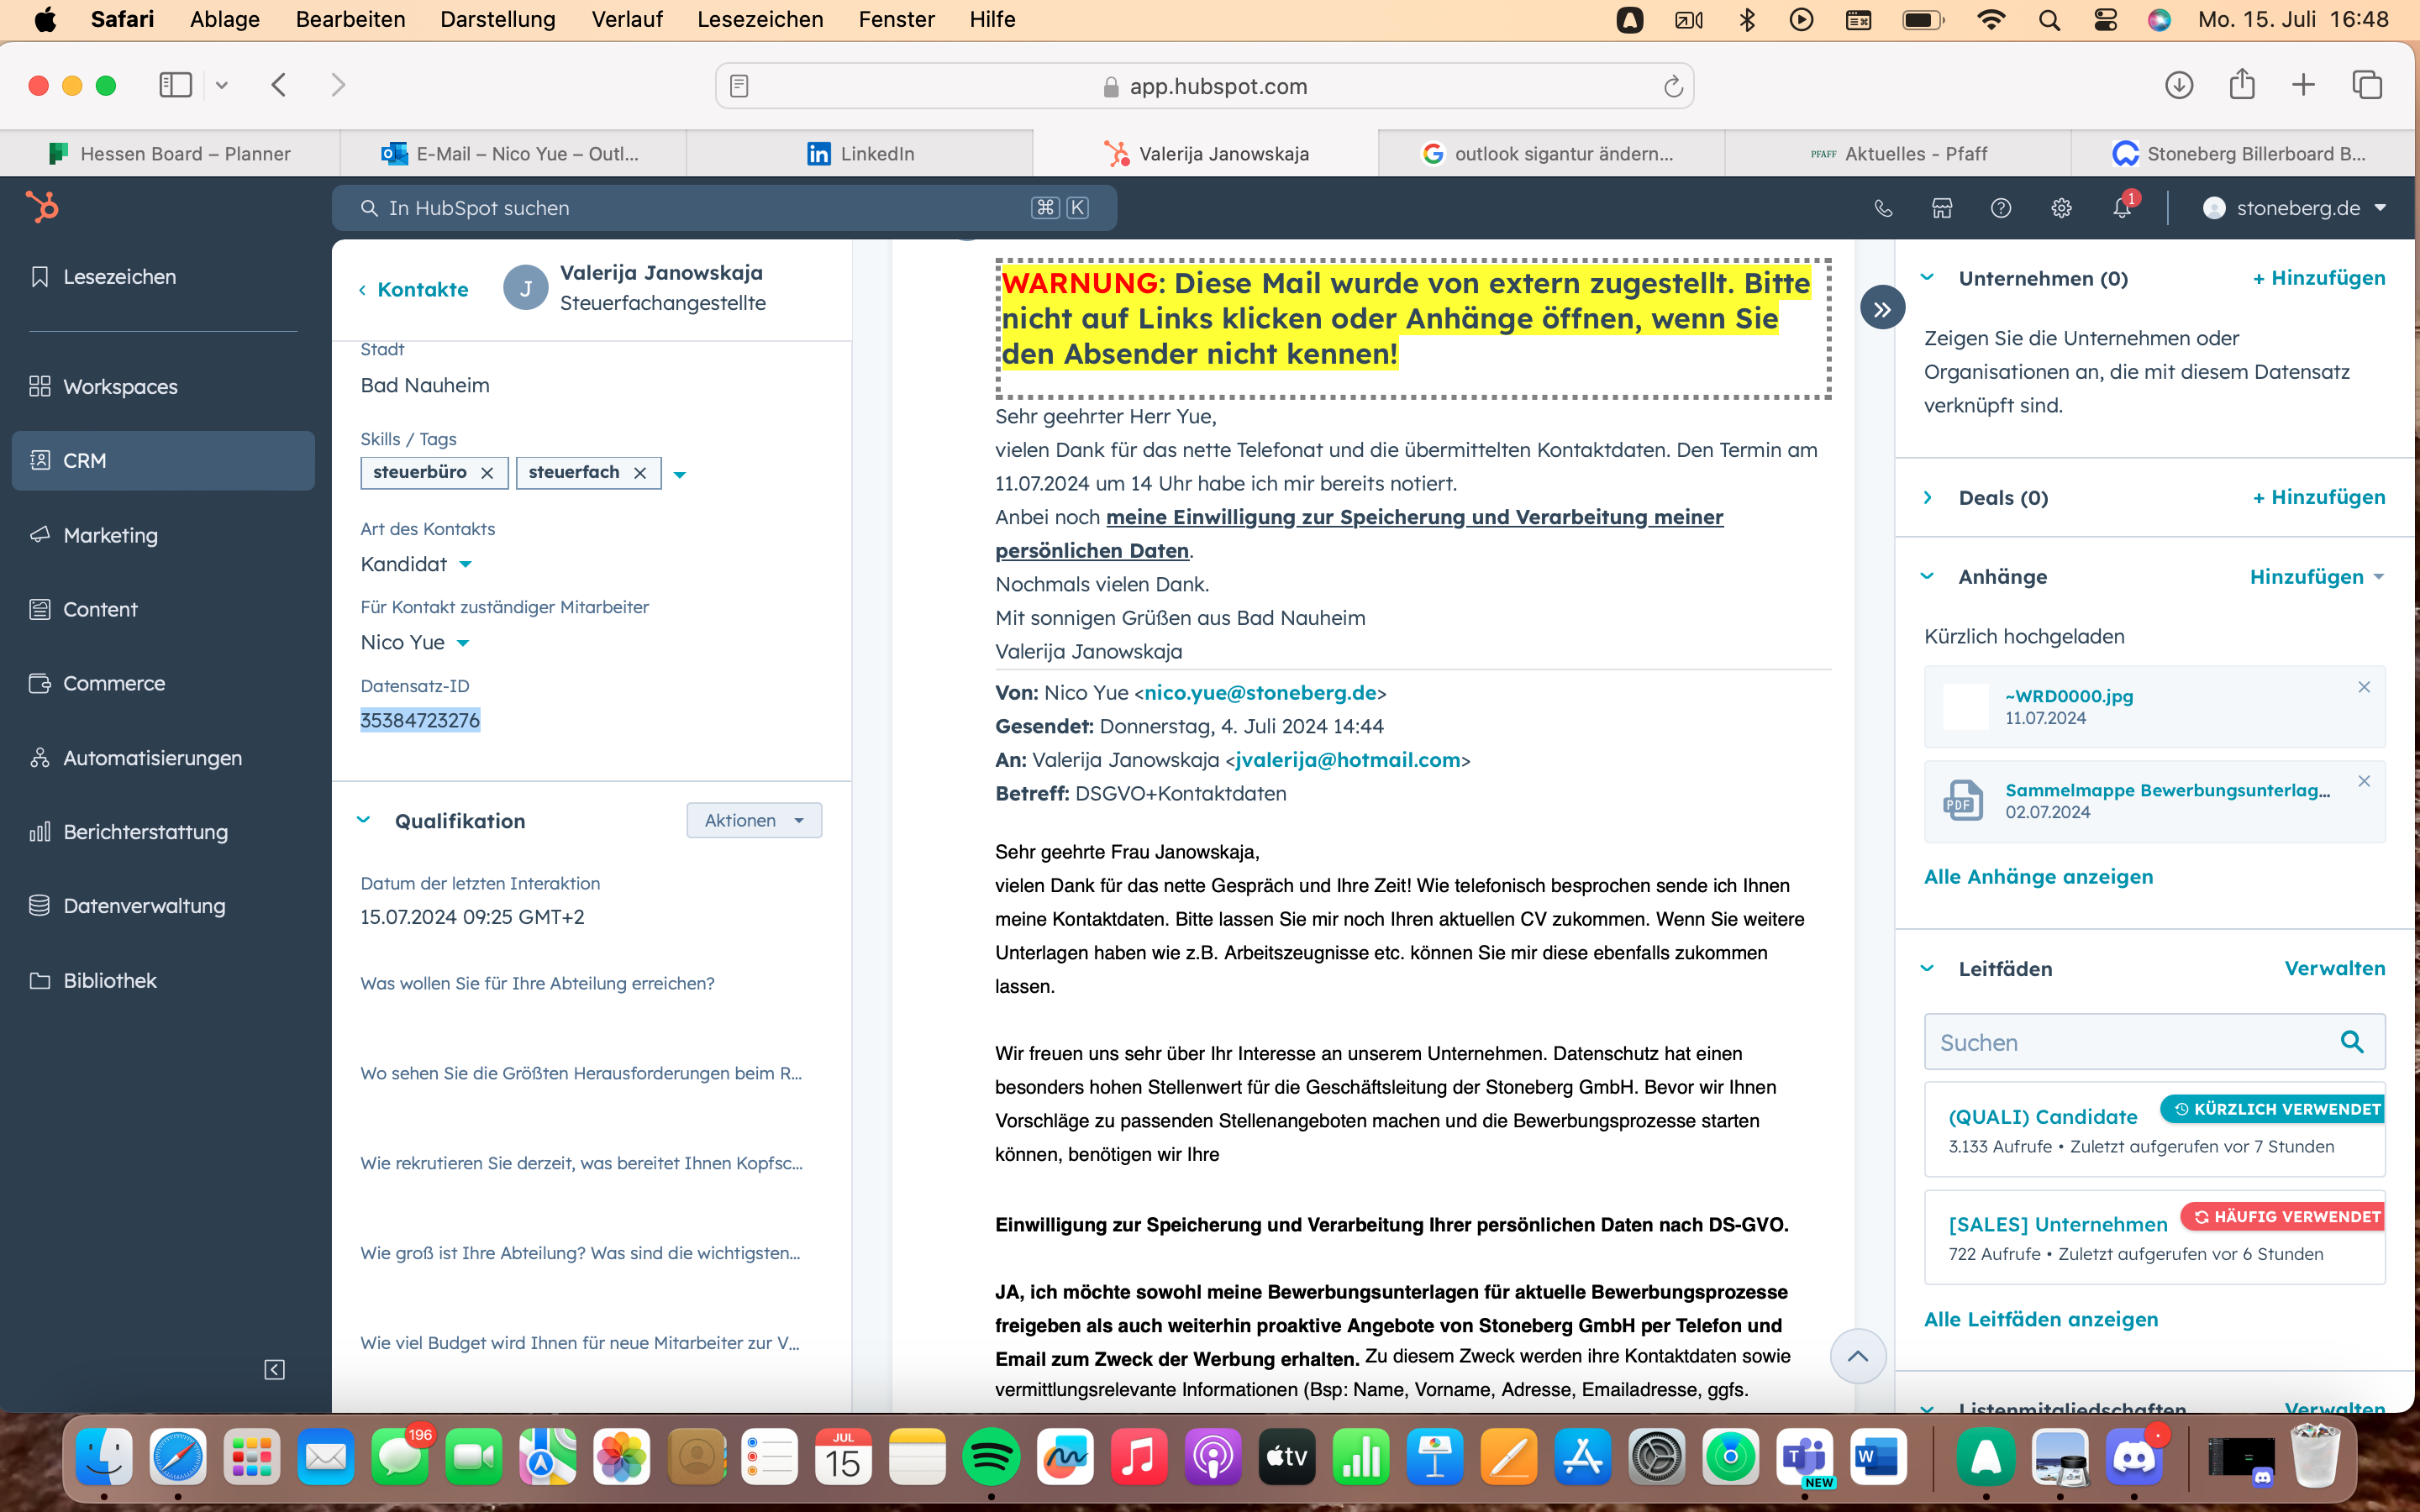 Safari Ablage Bearbeiten Darstellung Verlauf Lesezeichen Fenster Hilfe Mo. 15. Juli 16:48
app.hubspot.com
Hessen Board – Planner
E-Mail – Nico Yue – Outl...
LinkedIn
Valerija Janowskaja
outlook sigantur ändern...
PFAFF Aktuelles - Pfaff
Stoneberg Billerboard B...
In HubSpot suchen
⌘ K
1
stoneberg.de
Lesezeichen
Workspaces
CRM
Marketing
Content
Commerce
Automatisierungen
Berichterstattung
Datenverwaltung
Bibliothek
Kontakte
J
Valerija Janowskaja
Steuerfachangestellte
Stadt
Bad Nauheim
Skills / Tags
steuerbüro
steuerfach
Art des Kontakts
Kandidat
Für Kontakt zuständiger Mitarbeiter
Nico Yue
Datensatz-ID
35384723276
Qualifikation
Aktionen
Datum der letzten Interaktion
15.07.2024 09:25 GMT+2
Was wollen Sie für Ihre Abteilung erreichen?
Wo sehen Sie die Größten Herausforderungen beim R...
Wie rekrutieren Sie derzeit, was bereitet Ihnen Kopfsc...
Wie groß ist Ihre Abteilung? Was sind die wichtigsten...
Wie viel Budget wird Ihnen für neue Mitarbeiter zur V...
WARNUNG: Diese Mail wurde von extern zugestellt. Bitte
nicht auf Links klicken oder Anhänge öffnen, wenn Sie
den Absender nicht kennen!
Sehr geehrter Herr Yue,
vielen Dank für das nette Telefonat und die übermittelten Kontaktdaten. Den Termin am
11.07.2024 um 14 Uhr habe ich mir bereits notiert.
Anbei noch meine Einwilligung zur Speicherung und Verarbeitung meiner
persönlichen Daten.
Nochmals vielen Dank.
Mit sonnigen Grüßen aus Bad Nauheim
Valerija Janowskaja
Von: Nico Yue <nico.yue@stoneberg.de>
Gesendet: Donnerstag, 4. Juli 2024 14:44
An: Valerija Janowskaja <jvalerija@hotmail.com>
Betreff: DSGVO+Kontaktdaten
Sehr geehrte Frau Janowskaja,
vielen Dank für das nette Gespräch und Ihre Zeit! Wie telefonisch besprochen sende ich Ihnen
meine Kontaktdaten. Bitte lassen Sie mir noch Ihren aktuellen CV zukommen. Wenn Sie weitere
Unterlagen haben wie z.B. Arbeitszeugnisse etc. können Sie mir diese ebenfalls zukommen
lassen.
Wir freuen uns sehr über Ihr Interesse an unserem Unternehmen. Datenschutz hat einen
besonders hohen Stellenwert für die Geschäftsleitung der Stoneberg GmbH. Bevor wir Ihnen
Vorschläge zu passenden Stellenangeboten machen und die Bewerbungsprozesse starten
können, benötigen wir Ihre
Einwilligung zur Speicherung und Verarbeitung Ihrer persönlichen Daten nach DS-GVO.
JA, ich möchte sowohl meine Bewerbungsunterlagen für aktuelle Bewerbungsprozesse
freigeben als auch weiterhin proaktive Angebote von Stoneberg GmbH per Telefon und
Email zum Zweck der Werbung erhalten. Zu diesem Zweck werden ihre Kontaktdaten sowie
vermittlungsrelevante Informationen (Bsp: Name, Vorname, Adresse, Emailadresse, ggfs.
Unternehmen (0)
+ Hinzufügen
Zeigen Sie die Unternehmen oder
Organisationen an, die mit diesem Datensatz
verknüpft sind.
Deals (0)
+ Hinzufügen
Anhänge
Hinzufügen
Kürzlich hochgeladen
~WRD0000.jpg
11.07.2024
PDF
Sammelmappe Bewerbungsunterlag...
02.07.2024
Alle Anhänge anzeigen
Leitfäden
Verwalten
Suchen
(QUALI) Candidate
KÜRZLICH VERWENDET
3.133 Aufrufe • Zuletzt aufgerufen vor 7 Stunden
[SALES] Unternehmen
HÄUFIG VERWENDET
722 Aufrufe • Zuletzt aufgerufen vor 6 Stunden
Alle Leitfäden anzeigen
Listenmitgliedschaften
Verwalten
196
JUL
15
tv
NEW